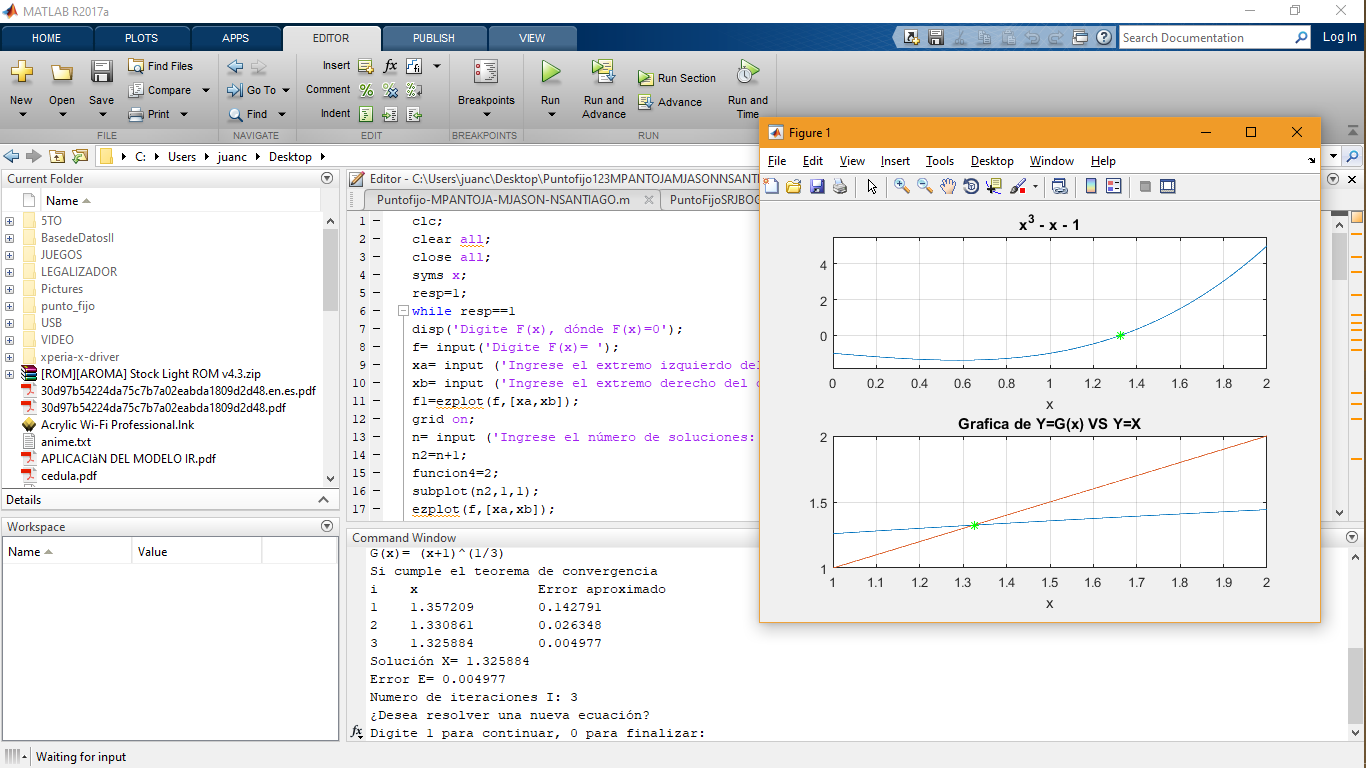 MATLAB R2017a
HOME PLOTS APPS EDITOR PUBLISH VIEW
Search Documentation
Log In
New Open Save
Find Files
Compare
Print
FILE
Go To
Find
NAVIGATE
Insert
Comment
Indent
EDIT
Breakpoints
BREAKPOINTS
Run
Run and Advance
Run Section
Advance
Run and Time
RUN
C: Users juanc Desktop
Current Folder
Name
5TO
BasedeDatosII
JUEGOS
LEGALIZADOR
Pictures
punto_fijo
USB
VIDEO
xperia-x-driver
[ROM][AROMA] Stock Light ROM v4.3.zip
30d97b54224da75c7b7a02eabda1809d2d48.en.es.pdf
30d97b54224da75c7b7a02eabda1809d2d48.pdf
Acrylic Wi-Fi Professional.lnk
anime.txt
APLICACIàN DEL MODELO IR.pdf
cedula.pdf
Details
Workspace
Name Value
Waiting for input
Editor - C:\Users\juanc\Desktop\Puntofijo123MPANTOJAMJASONNSANTI
Puntofijo-MPANTOJA-MJASON-NSANTIAGO.m
PuntoFijoSRJBOG
1 clc;
2 clear all;
3 close all;
4 syms x;
5 resp=1;
6 while resp==1
7 disp('Digite F(x), dónde F(x)=0');
8 f= input('Digite F(x)= ');
9 xa= input ('Ingrese el extremo izquierdo del
10 xb= input ('Ingrese el extremo derecho del
11 f1=ezplot(f,[xa,xb]);
12 grid on;
13 n= input ('Ingrese el número de soluciones:
14 n2=n+1;
15 funcion4=2;
16 subplot(n2,1,1);
17 ezplot(f,[xa,xb]);
Command Window
G(x)= (x+1)^(1/3)
Si cumple el teorema de convergencia
i x Error aproximado
1 1.357209 0.142791
2 1.330861 0.026348
3 1.325884 0.004977
Solución X= 1.325884
Error E= 0.004977
Numero de iteraciones I: 3
¿Desea resolver una nueva ecuación?
fx Digite 1 para continuar, 0 para finalizar:
Figure 1
File Edit View Insert Tools Desktop Window Help
x³ - x - 1
4
2
0
0 0.2 0.4 0.6 0.8 1 1.2 1.4 1.6 1.8 2
x
Grafica de Y=G(x) VS Y=X
2
1.5
1
1 1.1 1.2 1.3 1.4 1.5 1.6 1.7 1.8 1.9 2
x